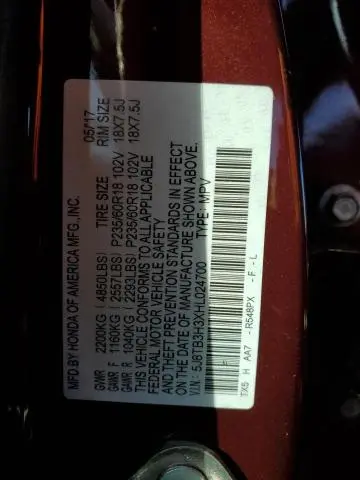 MFD BY HONDA OF AMERICA MFG., INC. 05/17
TIRE SIZE RIM SIZE
GVWR 2200KG ( 4850LBS)
GAWR F 1160KG ( 2557LBS) P235/60R18 102V 18X7.5J
GAWR R 1040KG ( 2293LBS) P235/60R18 102V 18X7.5J
THIS VEHICLE CONFORMS TO ALL APPLICABLE
FEDERAL MOTOR VEHICLE SAFETY
AND THEFT PREVENTION STANDARDS IN EFFECT
ON THE DATE OF MANUFACTURE SHOWN ABOVE.
V.I.N.: 5J8TB3H3XHL024700 TYPE: MPV
TX5 H AA7 -R548PX -F -L